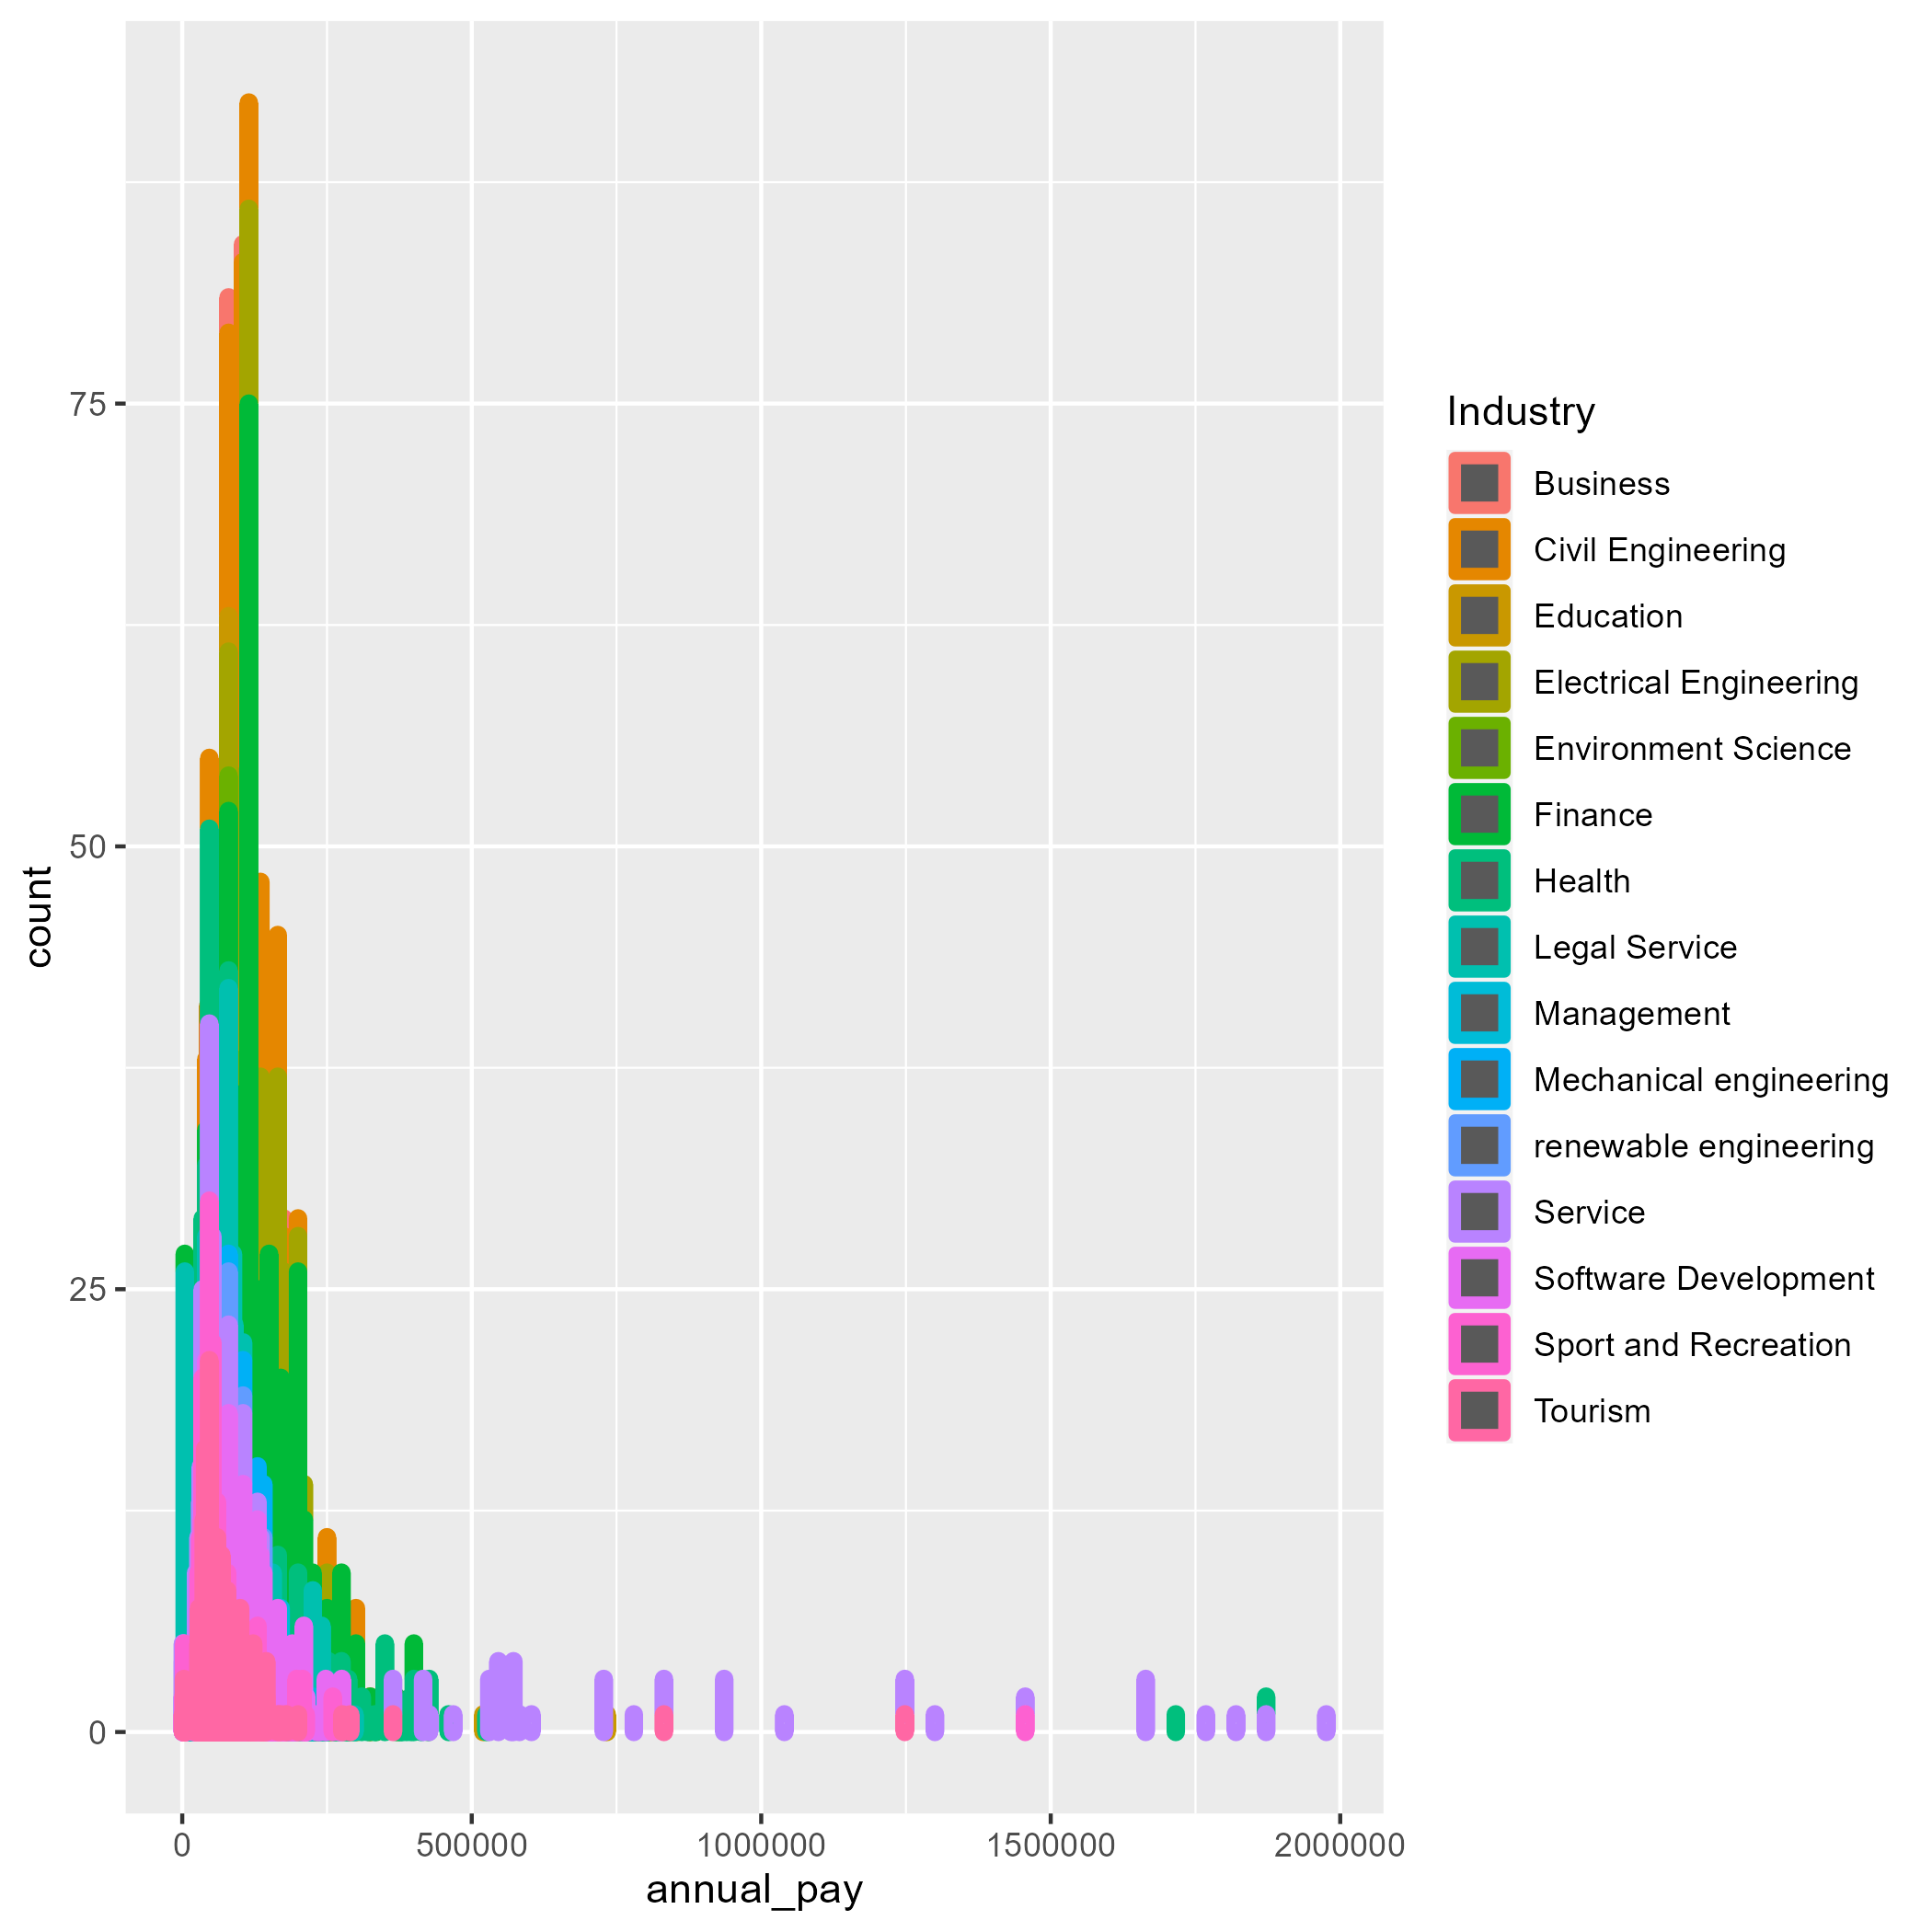 75
50
25
0
count
0 500000 1000000 1500000 2000000
annual_pay
Industry
Business
Civil Engineering
Education
Electrical Engineering
Environment Science
Finance
Health
Legal Service
Management
Mechanical engineering
renewable engineering
Service
Software Development
Sport and Recreation
Tourism